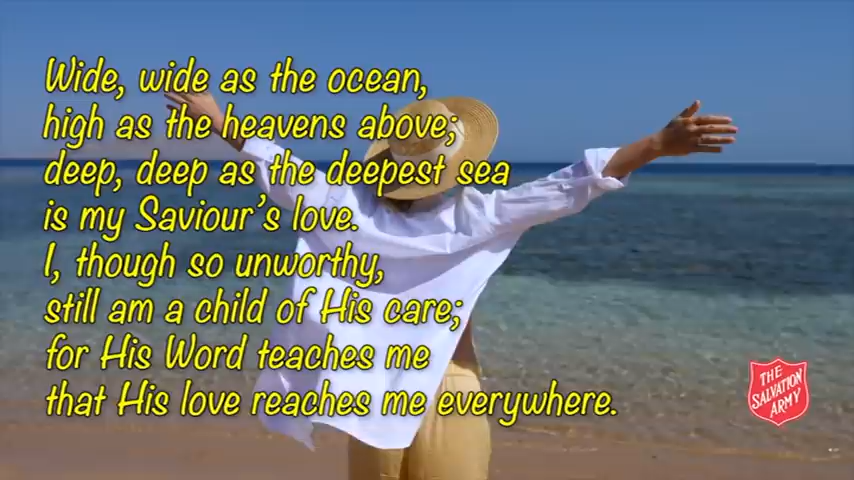 Wide, wide as the ocean,
high as the heavens above;
deep, deep as the deepest sea
is my Saviour's love.
I, though so unworthy,
still am a child of His care;
for His Word teaches me
that His love reaches me everywhere.
THE
SALVATION
ARMY